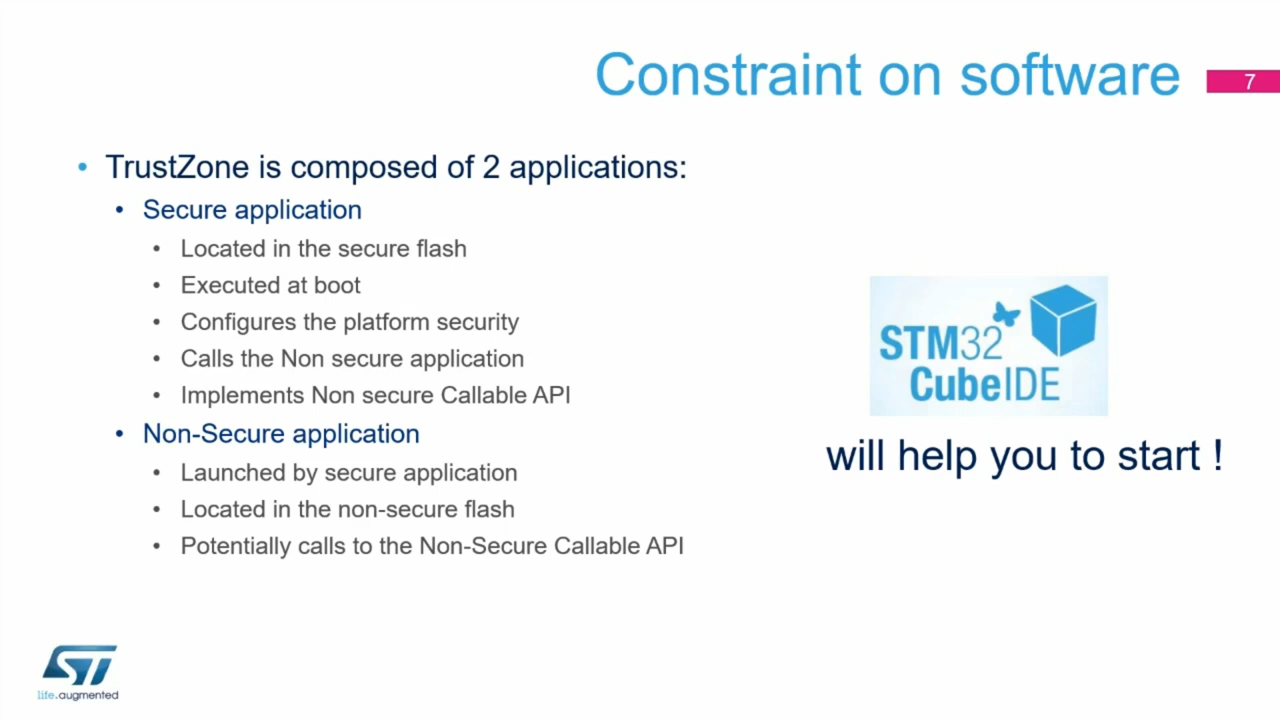 Constraint on software
7
• TrustZone is composed of 2 applications:
• Secure application
• Located in the secure flash
• Executed at boot
• Configures the platform security
• Calls the Non secure application
• Implements Non secure Callable API
• Non-Secure application
• Launched by secure application
• Located in the non-secure flash
• Potentially calls to the Non-Secure Callable API
STM32
CubeIDE
will help you to start !
ST
life.augmented